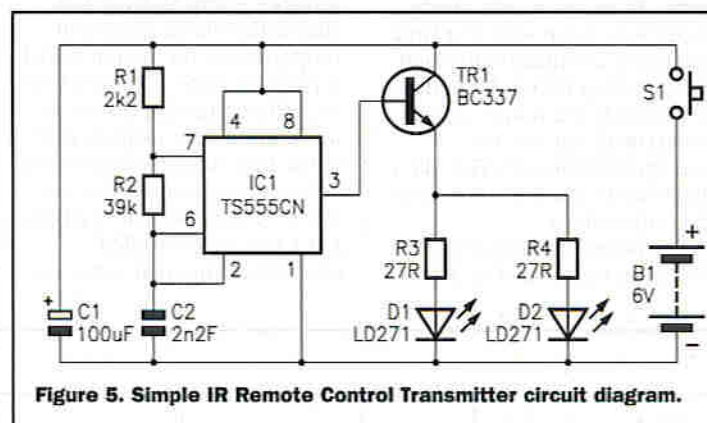 R1
2k2
R2
39k
+
C1
100uF
C2
2n2F
4
8
7
6
2
1
3
IC1
TS555CN
TR1
BC337
R3
27R
R4
27R
D1
LD271
D2
LD271
S1
+
B1
6V
−
Figure 5. Simple IR Remote Control Transmitter circuit diagram.